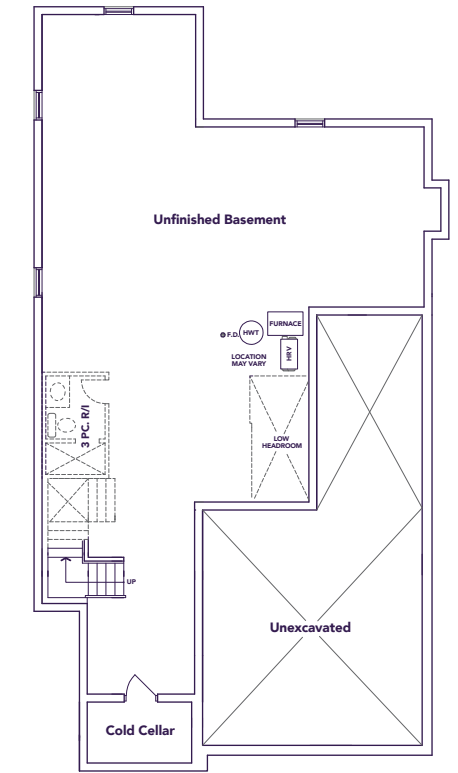 Unfinished Basement
FURNACE
F.D.
HWT
HRV
LOCATION
MAY VARY
3 PC. R/I
LOW
HEADROOM
UP
Unexcavated
Cold Cellar